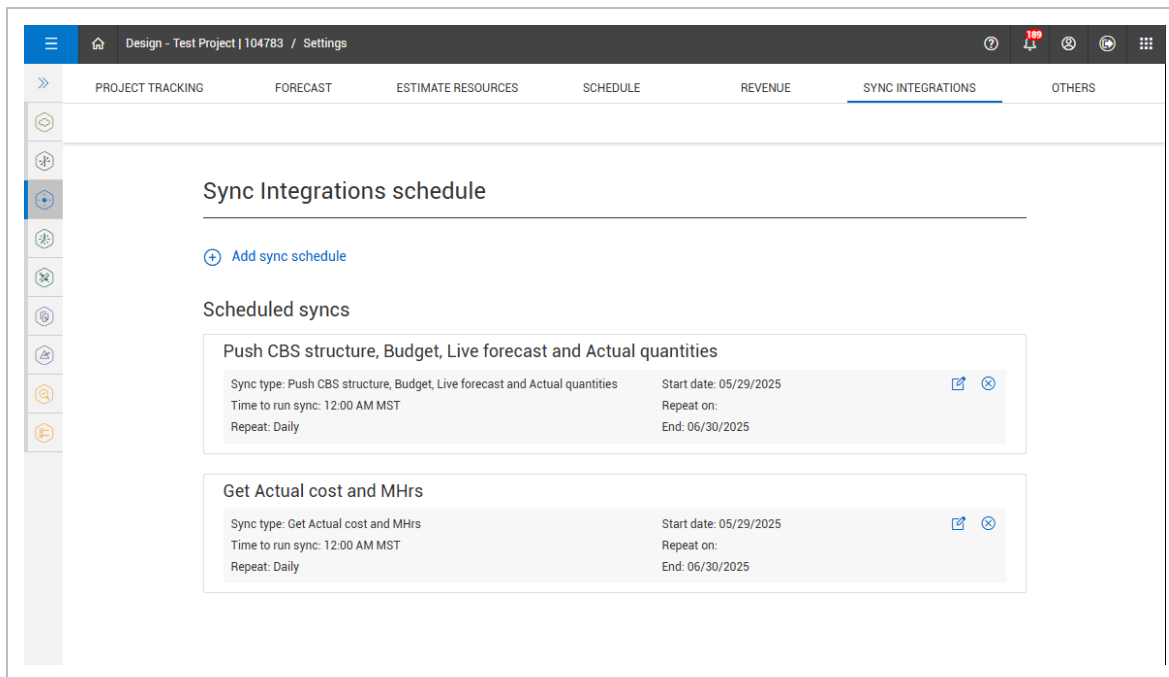 Design - Test Project | 104783 / Settings
189
PROJECT TRACKING FORECAST ESTIMATE RESOURCES SCHEDULE REVENUE SYNC INTEGRATIONS OTHERS
Sync Integrations schedule
Add sync schedule
Scheduled syncs
Push CBS structure, Budget, Live forecast and Actual quantities
Sync type: Push CBS structure, Budget, Live forecast and Actual quantities Start date: 05/29/2025
Time to run sync: 12:00 AM MST Repeat on:
Repeat: Daily End: 06/30/2025
Get Actual cost and MHrs
Sync type: Get Actual cost and MHrs Start date: 05/29/2025
Time to run sync: 12:00 AM MST Repeat on:
Repeat: Daily End: 06/30/2025